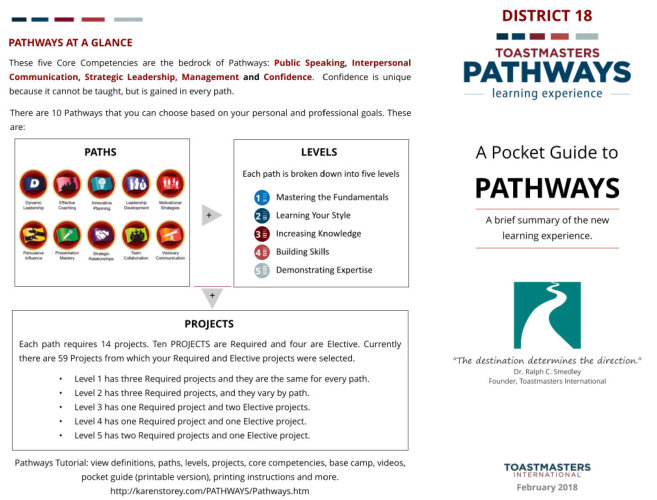 PATHWAYS AT A GLANCE
These five Core Competencies are the bedrock of Pathways: Public Speaking, Interpersonal
Communication, Strategic Leadership, Management and Confidence. Confidence is unique
because it cannot be taught, but is gained in every path.
There are 10 Pathways that you can choose based on your personal and professional goals. These
are:
PATHS
Dynamic Leadership
Effective Coaching
Innovative Planning
Leadership Development
Motivational Strategies
Persuasive Influence
Presentation Mastery
Strategic Relationships
Team Collaboration
Visionary Communication
+
LEVELS
Each path is broken down into five levels
1 Mastering the Fundamentals
2 Learning Your Style
3 Increasing Knowledge
4 Building Skills
5 Demonstrating Expertise
+
PROJECTS
Each path requires 14 projects. Ten PROJECTS are Required and four are Elective. Currently
there are 59 Projects from which your Required and Elective projects were selected.
• Level 1 has three Required projects and they are the same for every path.
• Level 2 has three Required projects, and they vary by path.
• Level 3 has one Required project and two Elective projects.
• Level 4 has one Required project and one Elective project.
• Level 5 has two Required projects and one Elective project.
Pathways Tutorial: view definitions, paths, levels, projects, core competencies, base camp, videos,
pocket guide (printable version), printing instructions and more.
http://karenstorey.com/PATHWAYS/Pathways.htm
DISTRICT 18
TOASTMASTERS
PATHWAYS
learning experience
A Pocket Guide to
PATHWAYS
A brief summary of the new
learning experience.
"The destination determines the direction."
Dr. Ralph C. Smedley
Founder, Toastmasters International
TOASTMASTERS
INTERNATIONAL
February 2018